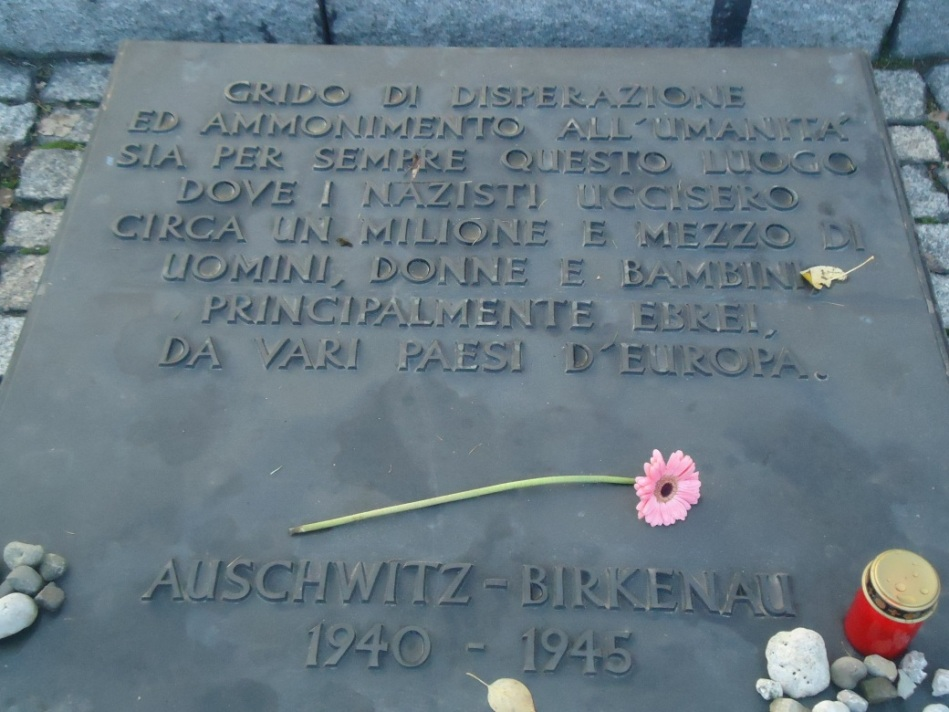 GRIDO DI DISPERAZIONE
ED AMMONIMENTO ALL'UMANITA'
SIA PER SEMPRE QUESTO LUOGO
DOVE I NAZISTI UCCISERO
CIRCA UN MILIONE E MEZZO DI
UOMINI, DONNE E BAMBINI,
PRINCIPALMENTE EBREI,
DA VARI PAESI D'EUROPA.
AUSCHWITZ-BIRKENAU
1940 - 1945